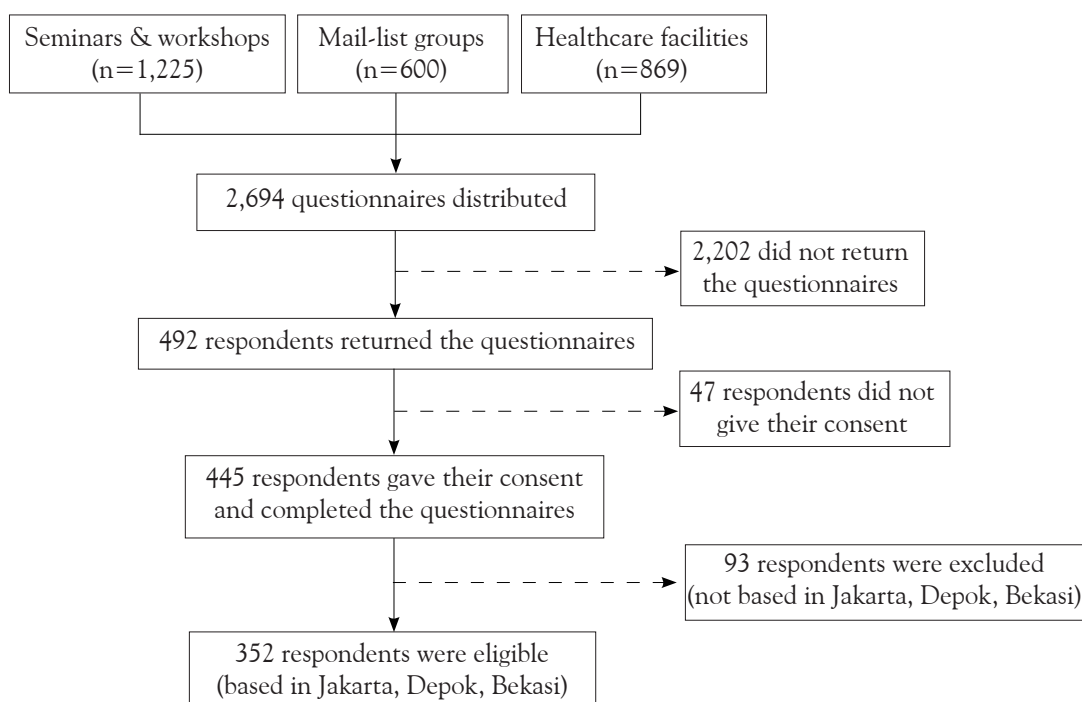 Seminars & workshops
(n=1,225)
Mail-list groups
(n=600)
Healthcare facilities
(n=869)
2,694 questionnaires distributed
2,202 did not return
the questionnaires
492 respondents returned the questionnaires
47 respondents did not
give their consent
445 respondents gave their consent
and completed the questionnaires
93 respondents were excluded
(not based in Jakarta, Depok, Bekasi)
352 respondents were eligible
(based in Jakarta, Depok, Bekasi)